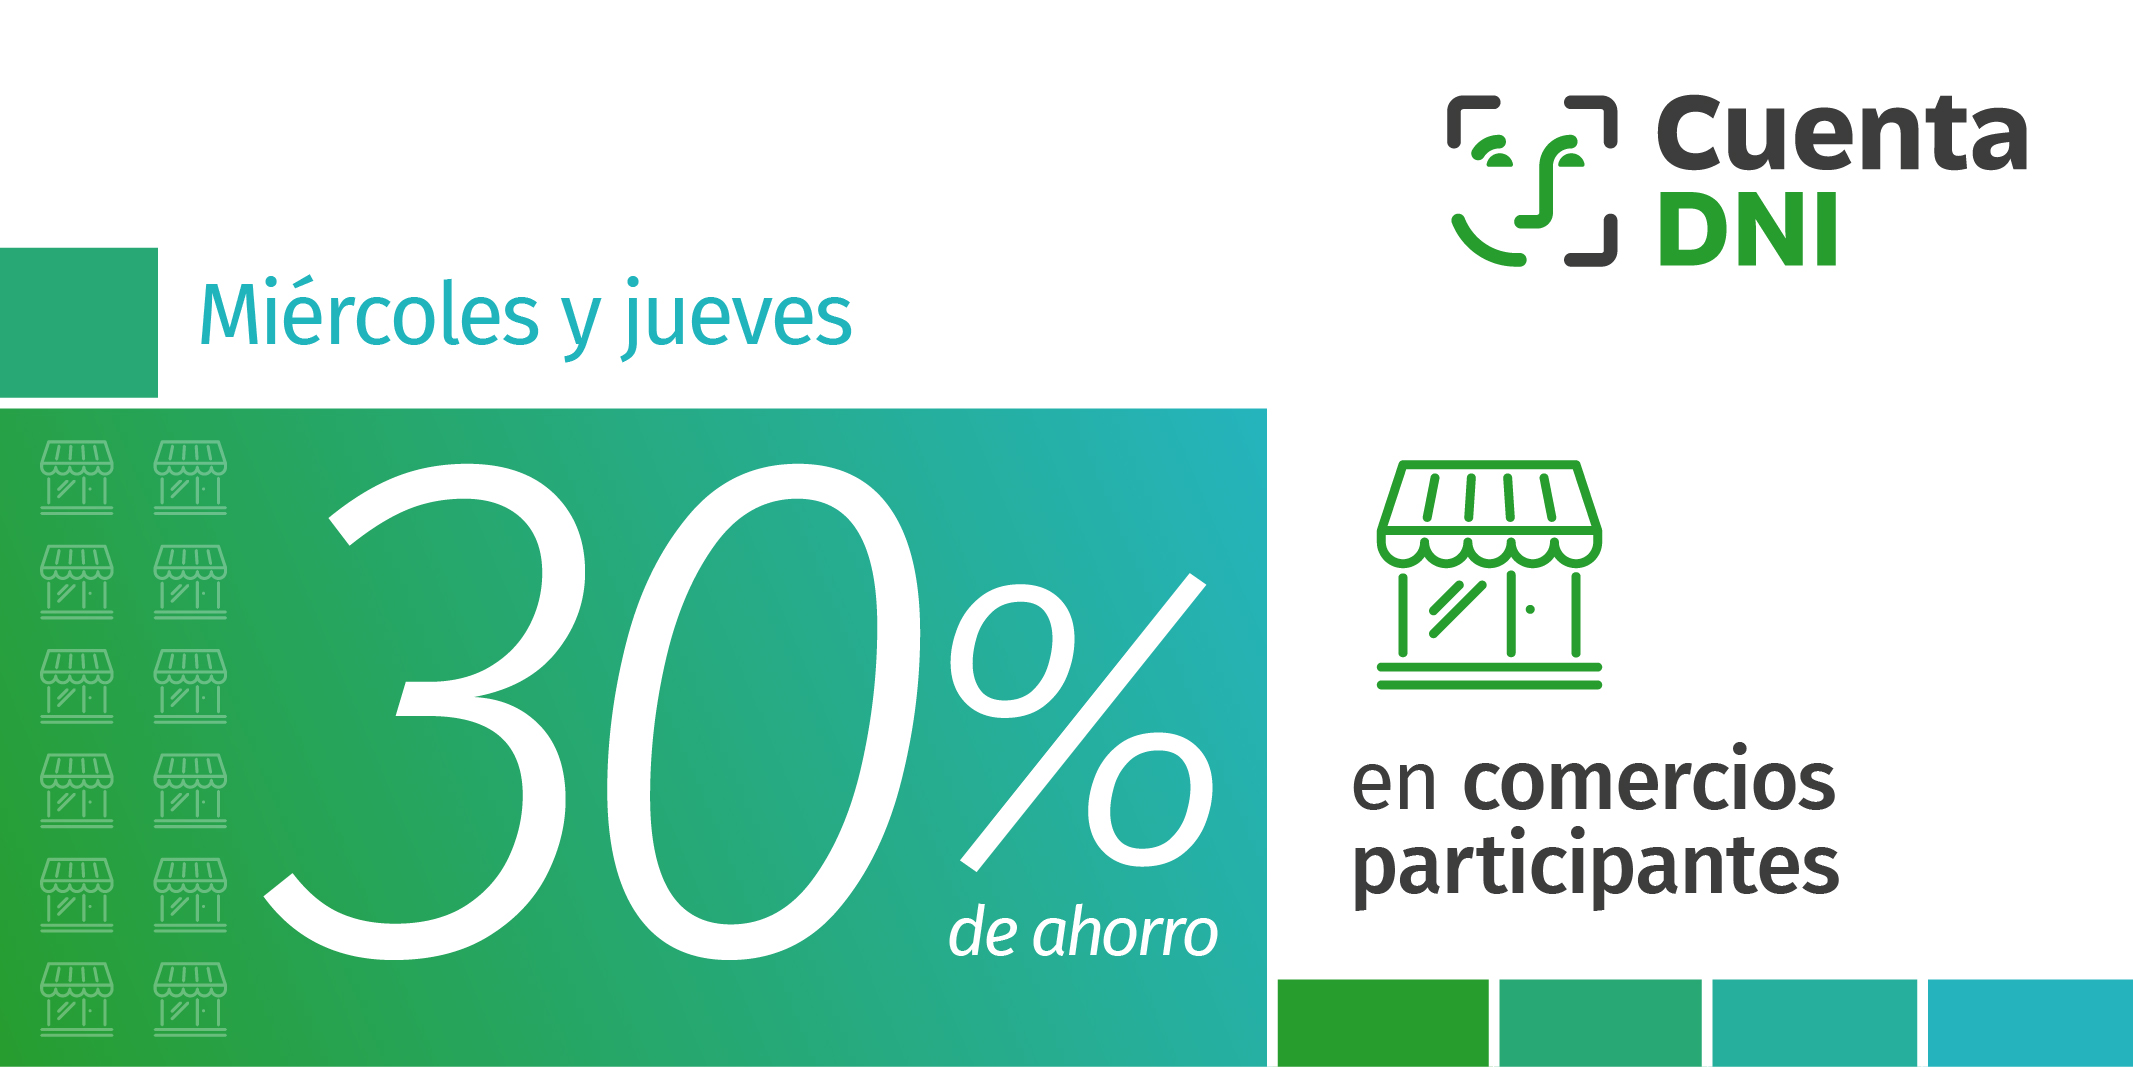 Cuenta
DNI
Miércoles y jueves
30%
de ahorro
en comercios
participantes